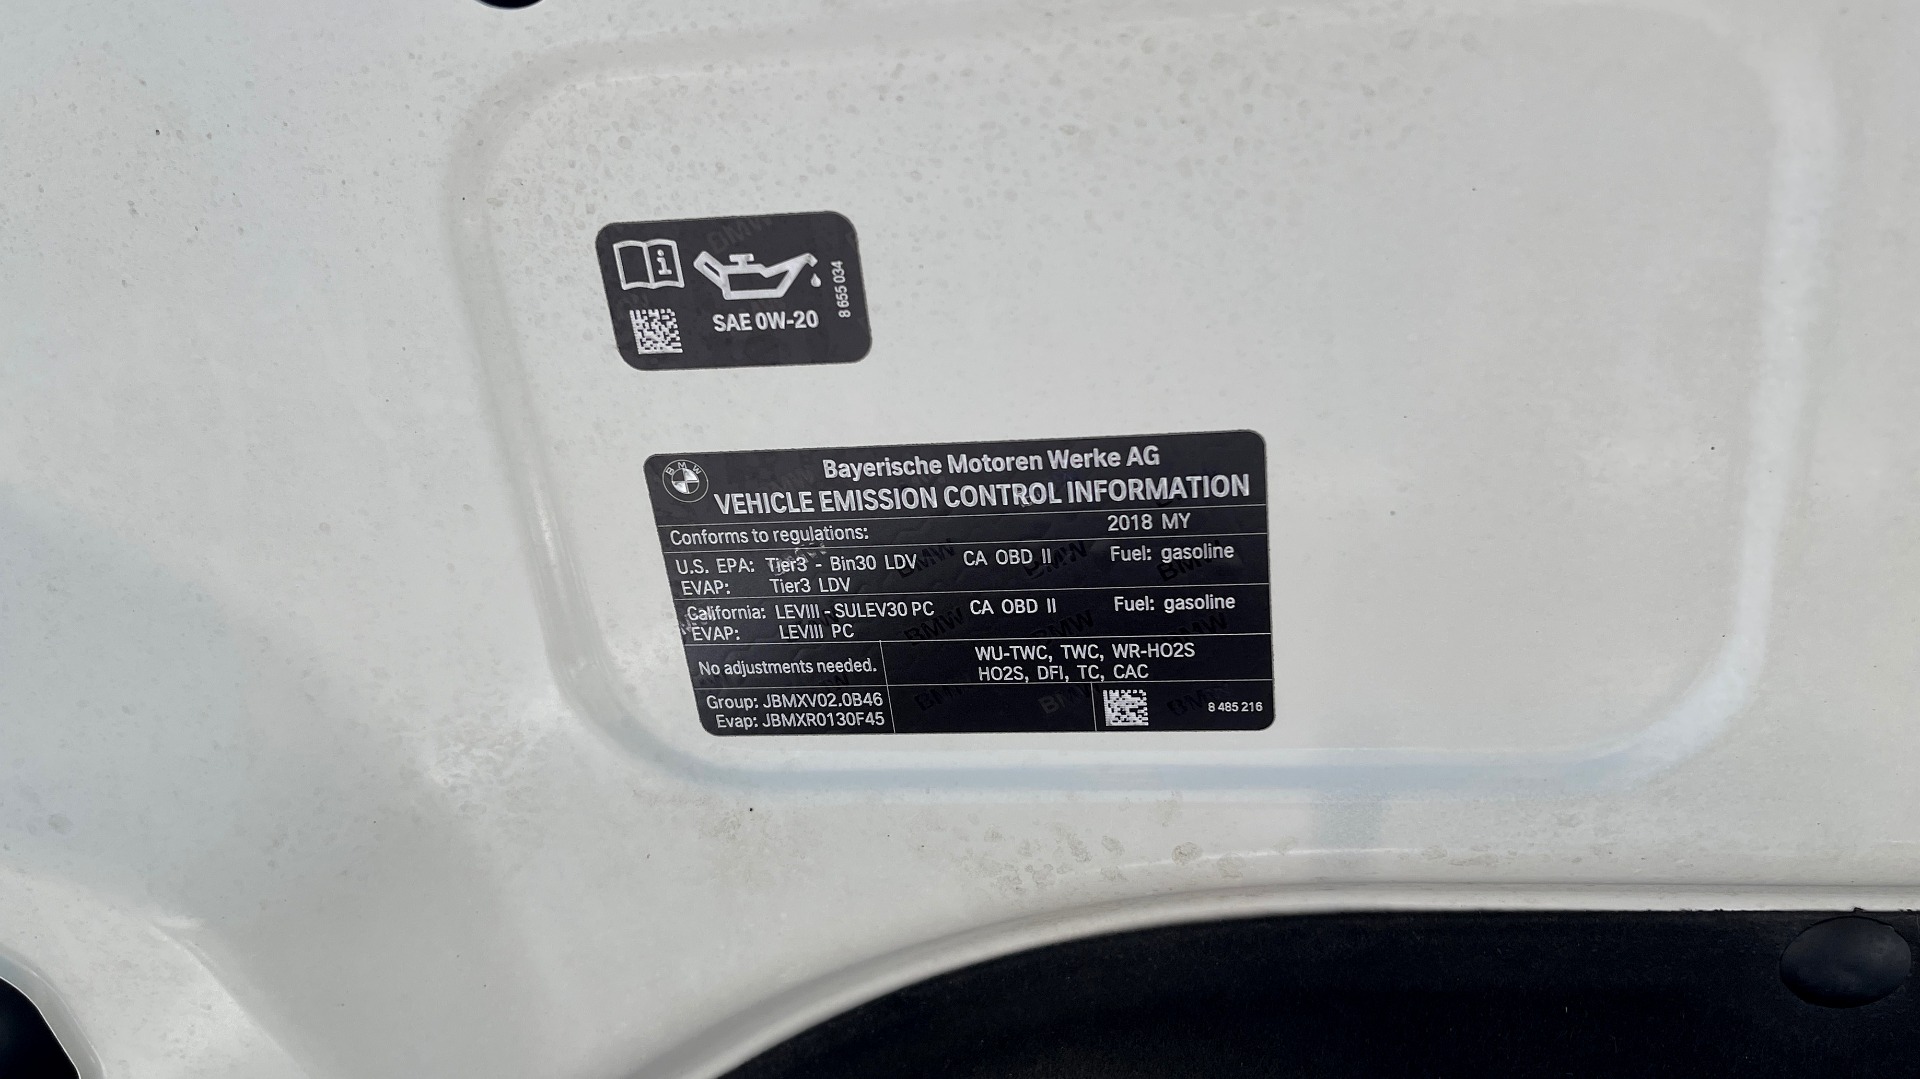 i
SAE 0W-20
8 655 034
BMW
Bayerische Motoren Werke AG
VEHICLE EMISSION CONTROL INFORMATION
Conforms to regulations: 2018 MY
U.S. EPA: Tier3 - Bin30 LDV CA OBD II Fuel: gasoline
EVAP: Tier3 LDV
California: LEVIII - SULEV30 PC CA OBD II Fuel: gasoline
EVAP: LEVIII PC
No adjustments needed.
WU-TWC, TWC, WR-HO2S
HO2S, DFI, TC, CAC
Group: JBMXV02.0B46
Evap: JBMXR0130F45
8 485 216